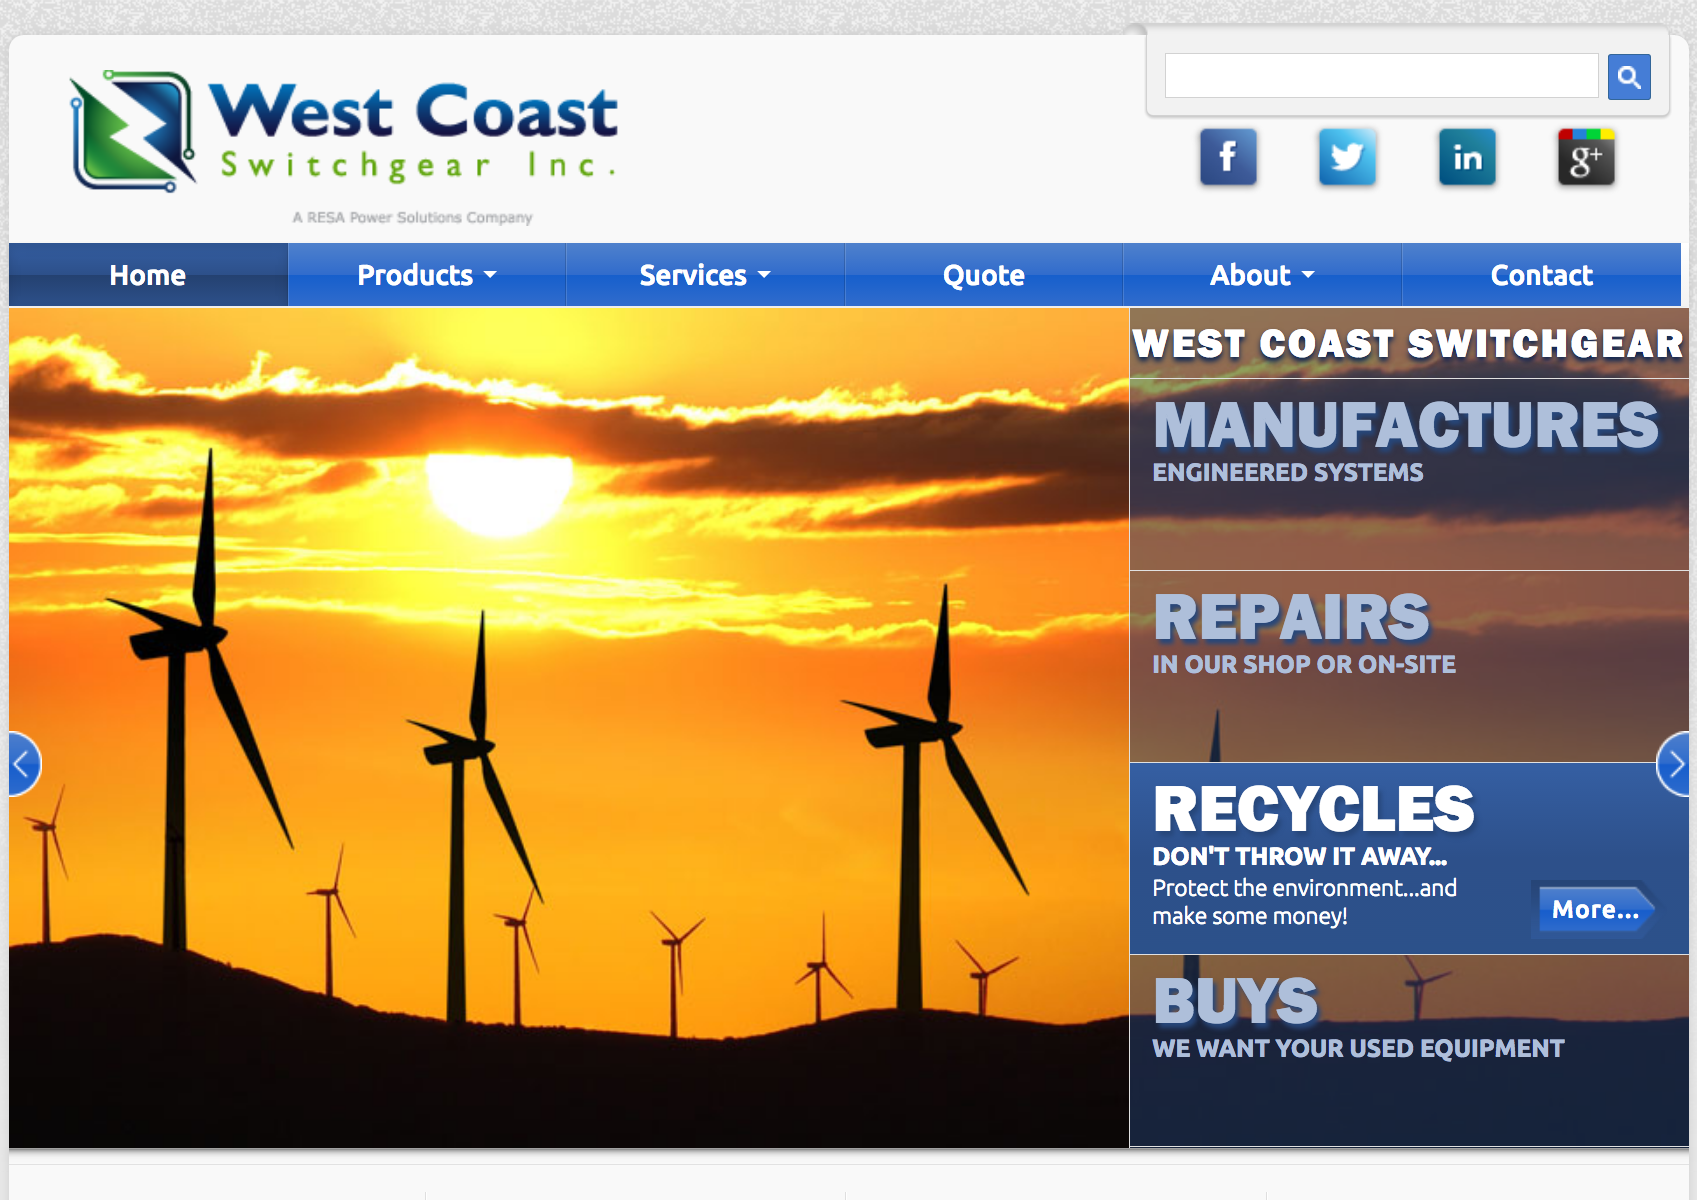 West Coast
Switchgear Inc.
A RESA Power Solutions Company
f
in
g+
Home
Products
Services
Quote
About
Contact
WEST COAST SWITCHGEAR
MANUFACTURES
ENGINEERED SYSTEMS
REPAIRS
IN OUR SHOP OR ON-SITE
RECYCLES
DON'T THROW IT AWAY...
Protect the environment...and
make some money!
More...
BUYS
WE WANT YOUR USED EQUIPMENT